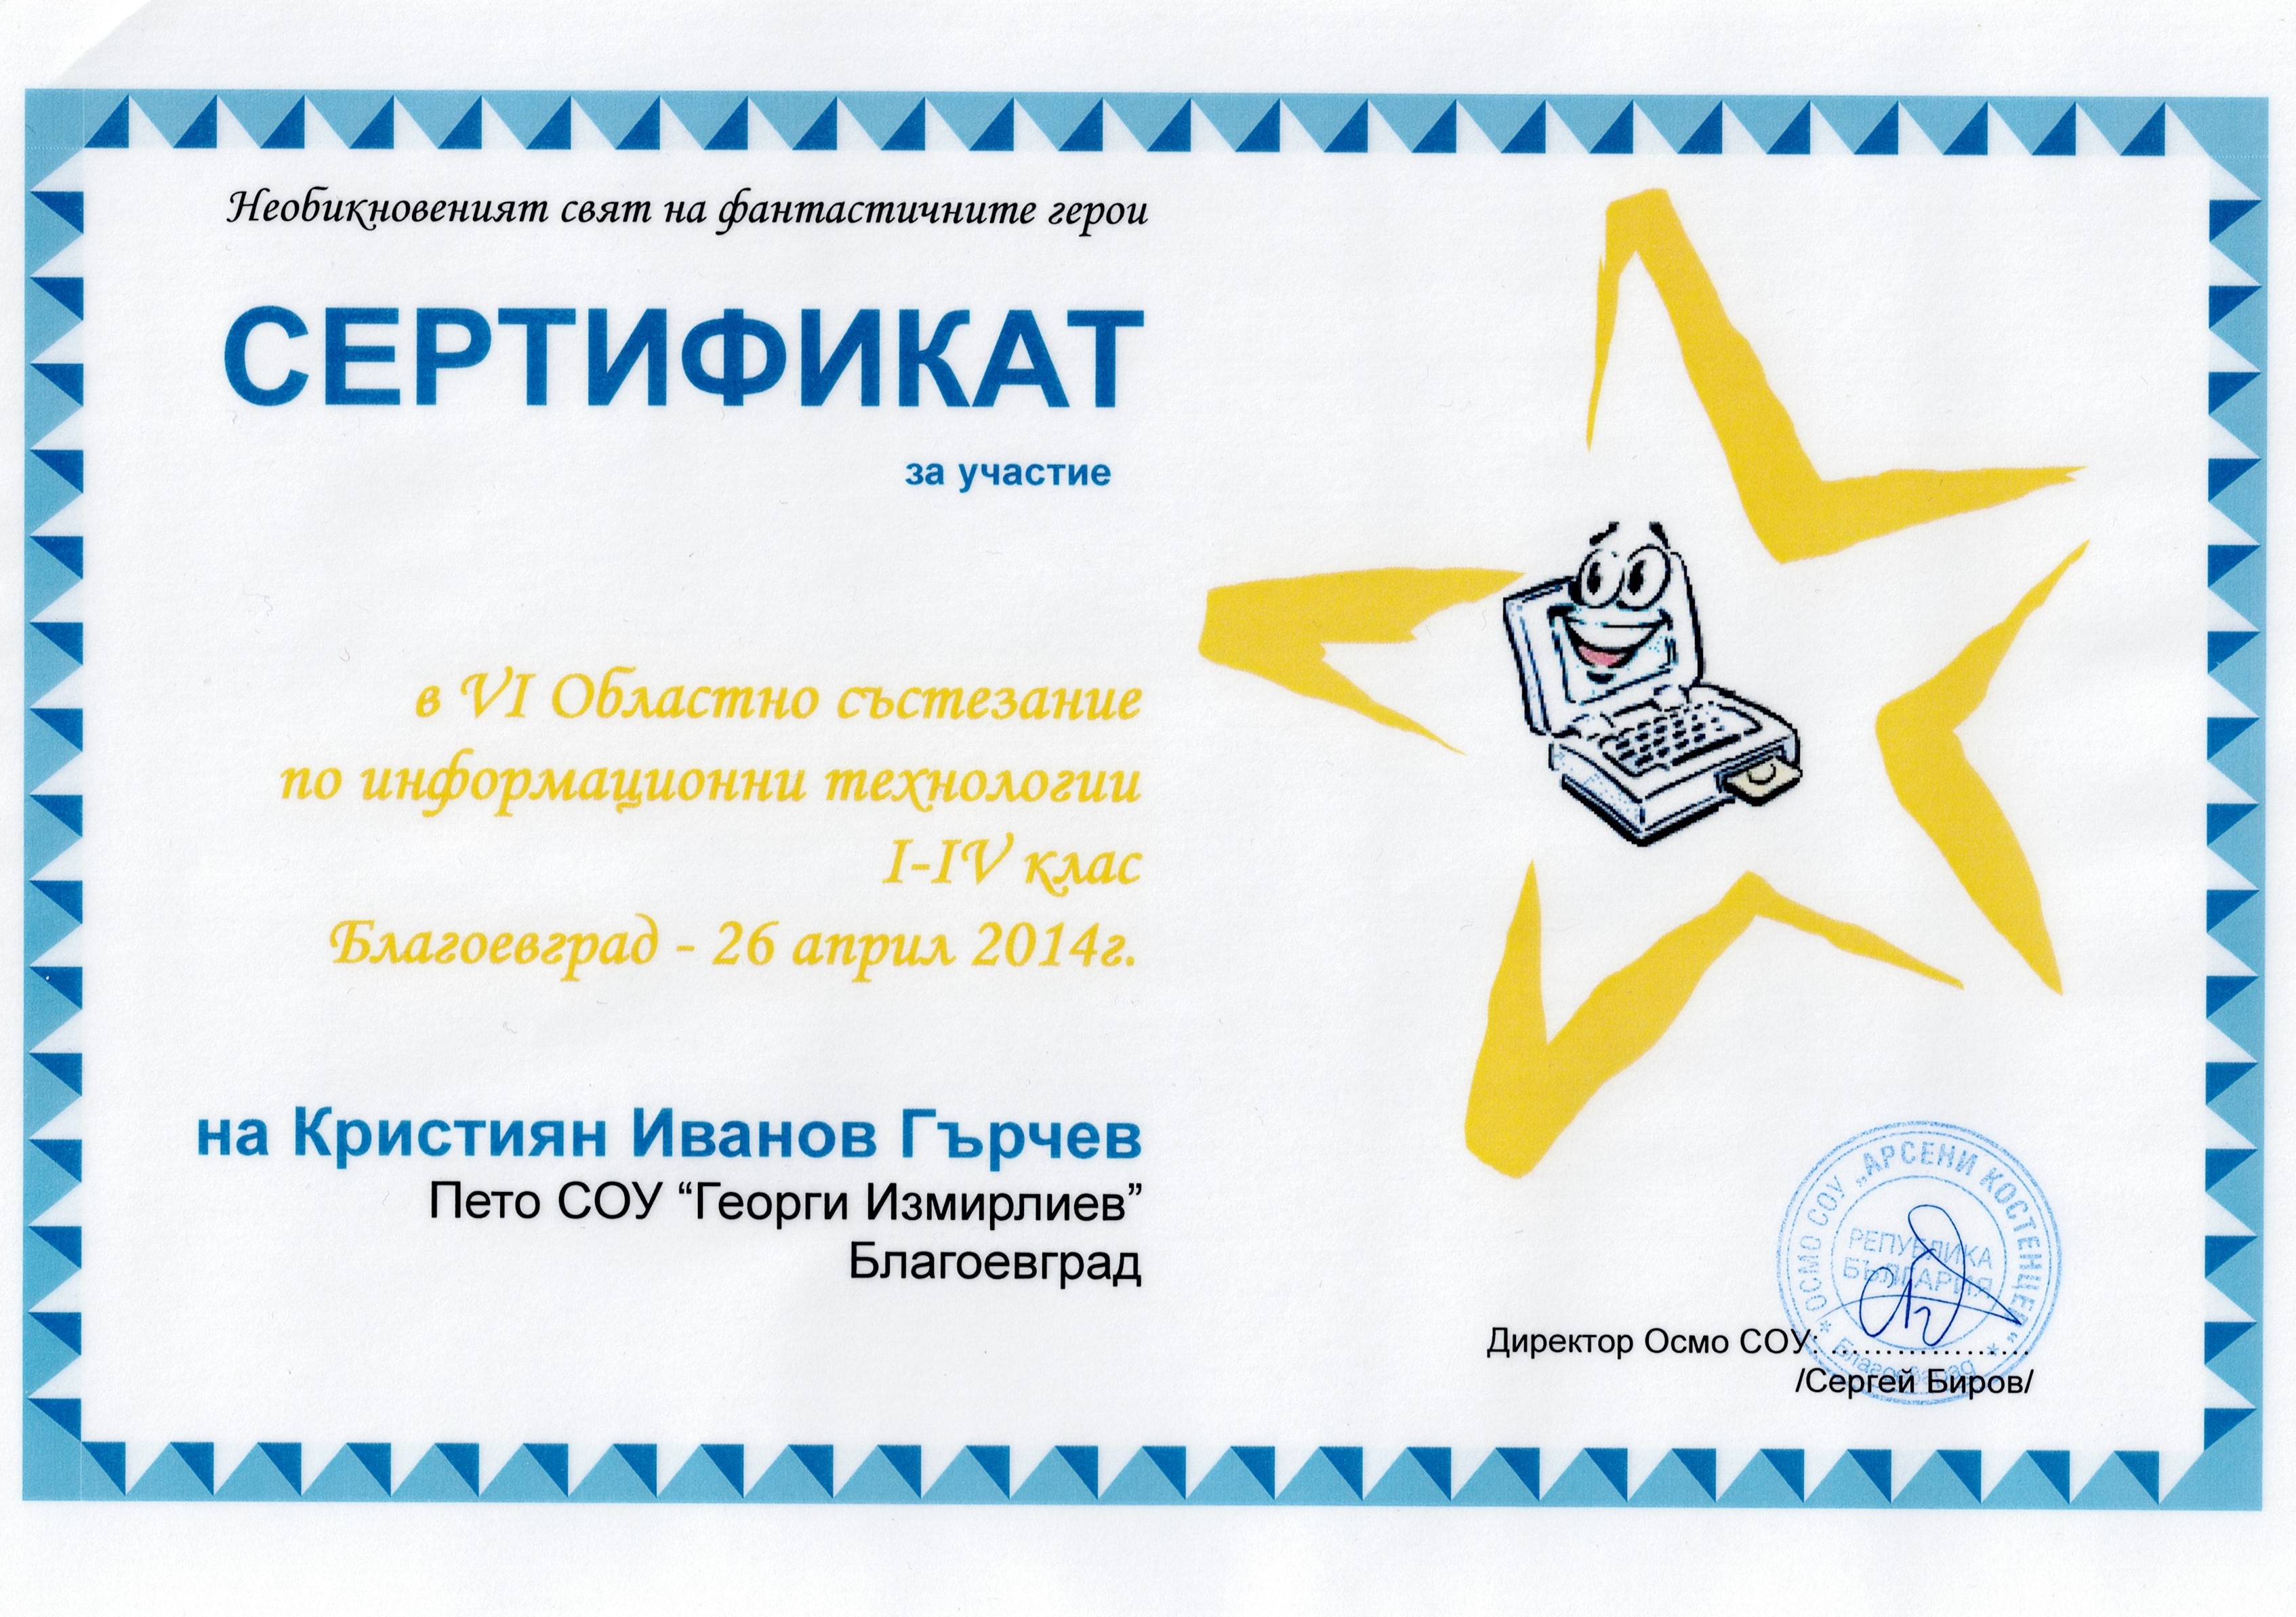 Необикновеният свят на фантастичните герои
СЕРТИФИКАТ
за участие
в VI Областно състезание
по информационни технологии
I-IV клас
Благоевград - 26 април 2014г.
на Кристиян Иванов Гърчев
Пето СОУ “Георги Измирлиев”
Благоевград
* ОСМО СОУ „АРСЕНИ КОСТЕНЦЕВ“ *
РЕПУБЛИКА
БЪЛГАРИЯ
Благоевград
Директор Осмо СОУ: ..................
/Сергей Биров/